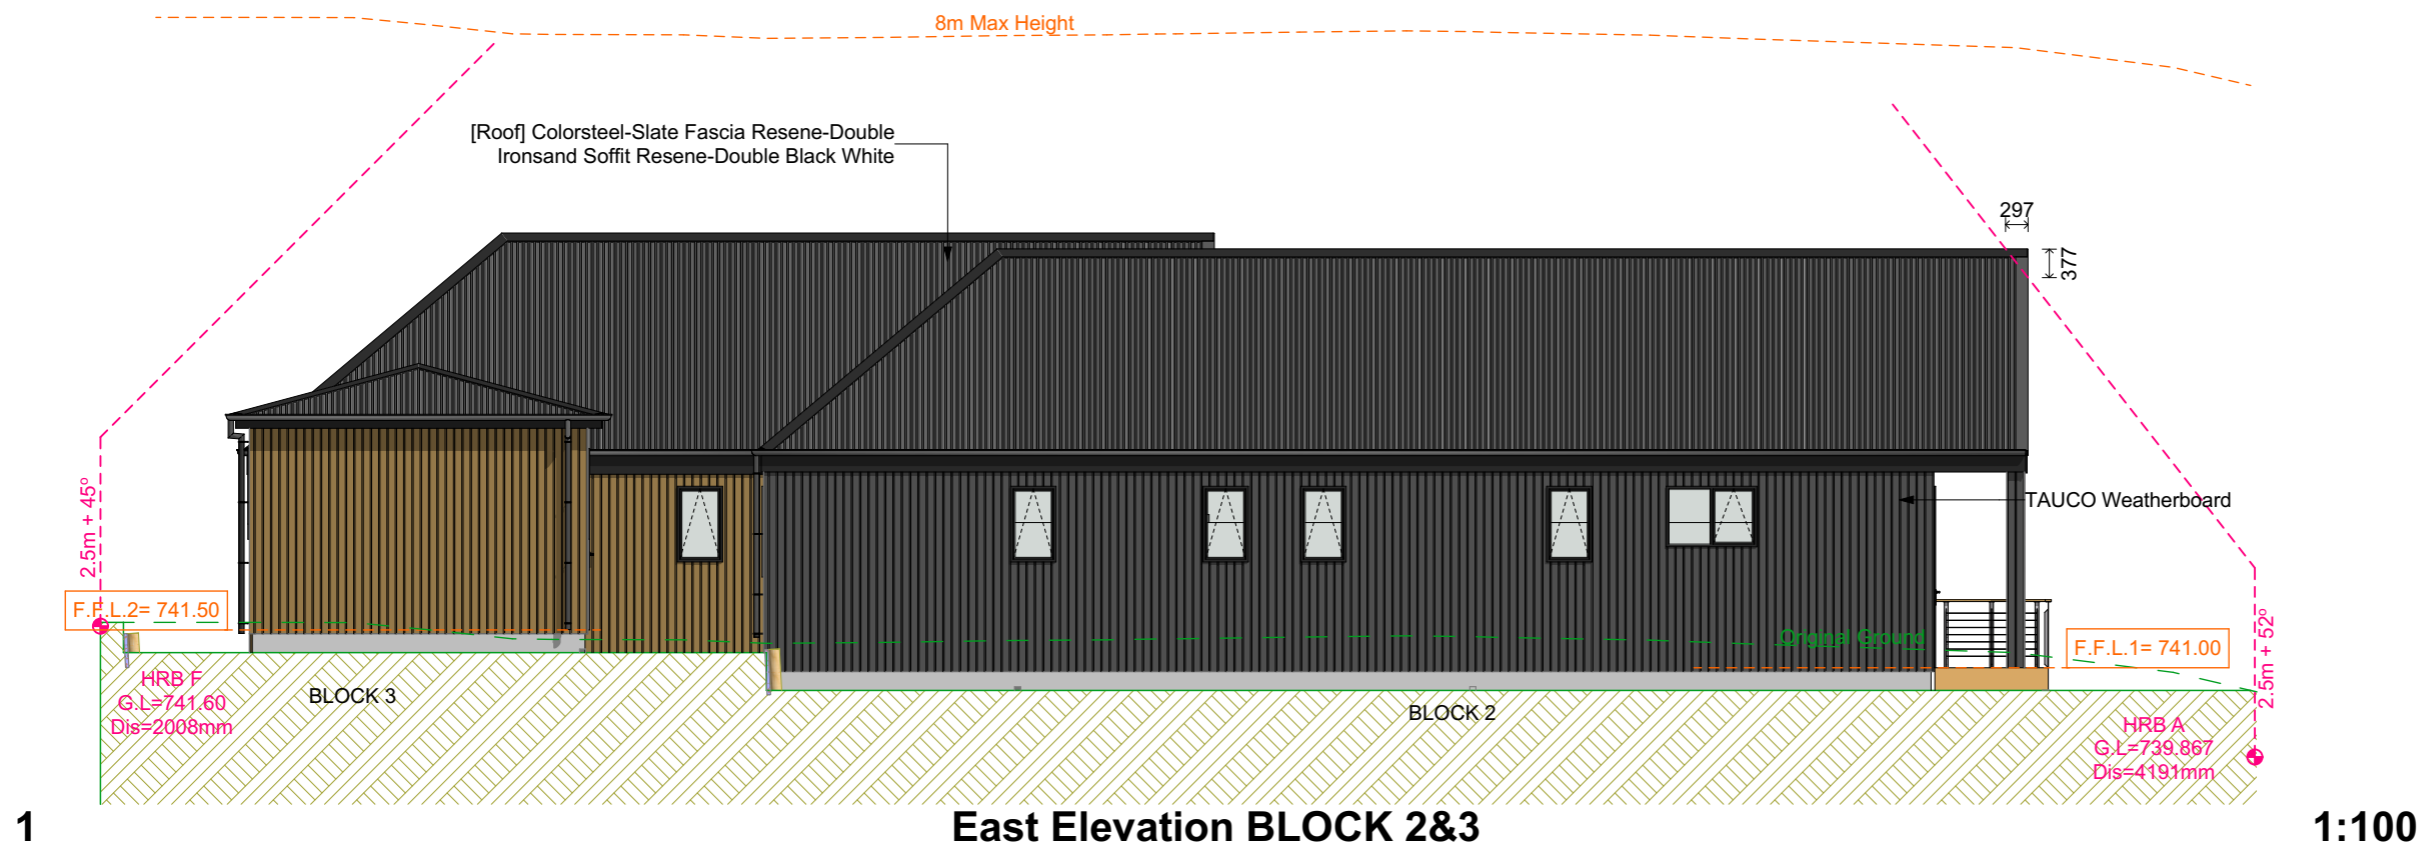 8m Max Height
[Roof] Colorsteel-Slate Fascia Resene-Double
Ironsand Soffit Resene-Double Black White
297
377
2.5m + 45°
TAUCO Weatherboard
F.F.L.2= 741.50
Original Ground
F.F.L.1= 741.00
2.5m + 52°
HRB F
G.L=741.60
Dis=2008mm
BLOCK 3
BLOCK 2
HRB A
G.L=739.867
Dis=4191mm
1
East Elevation BLOCK 2&3
1:100